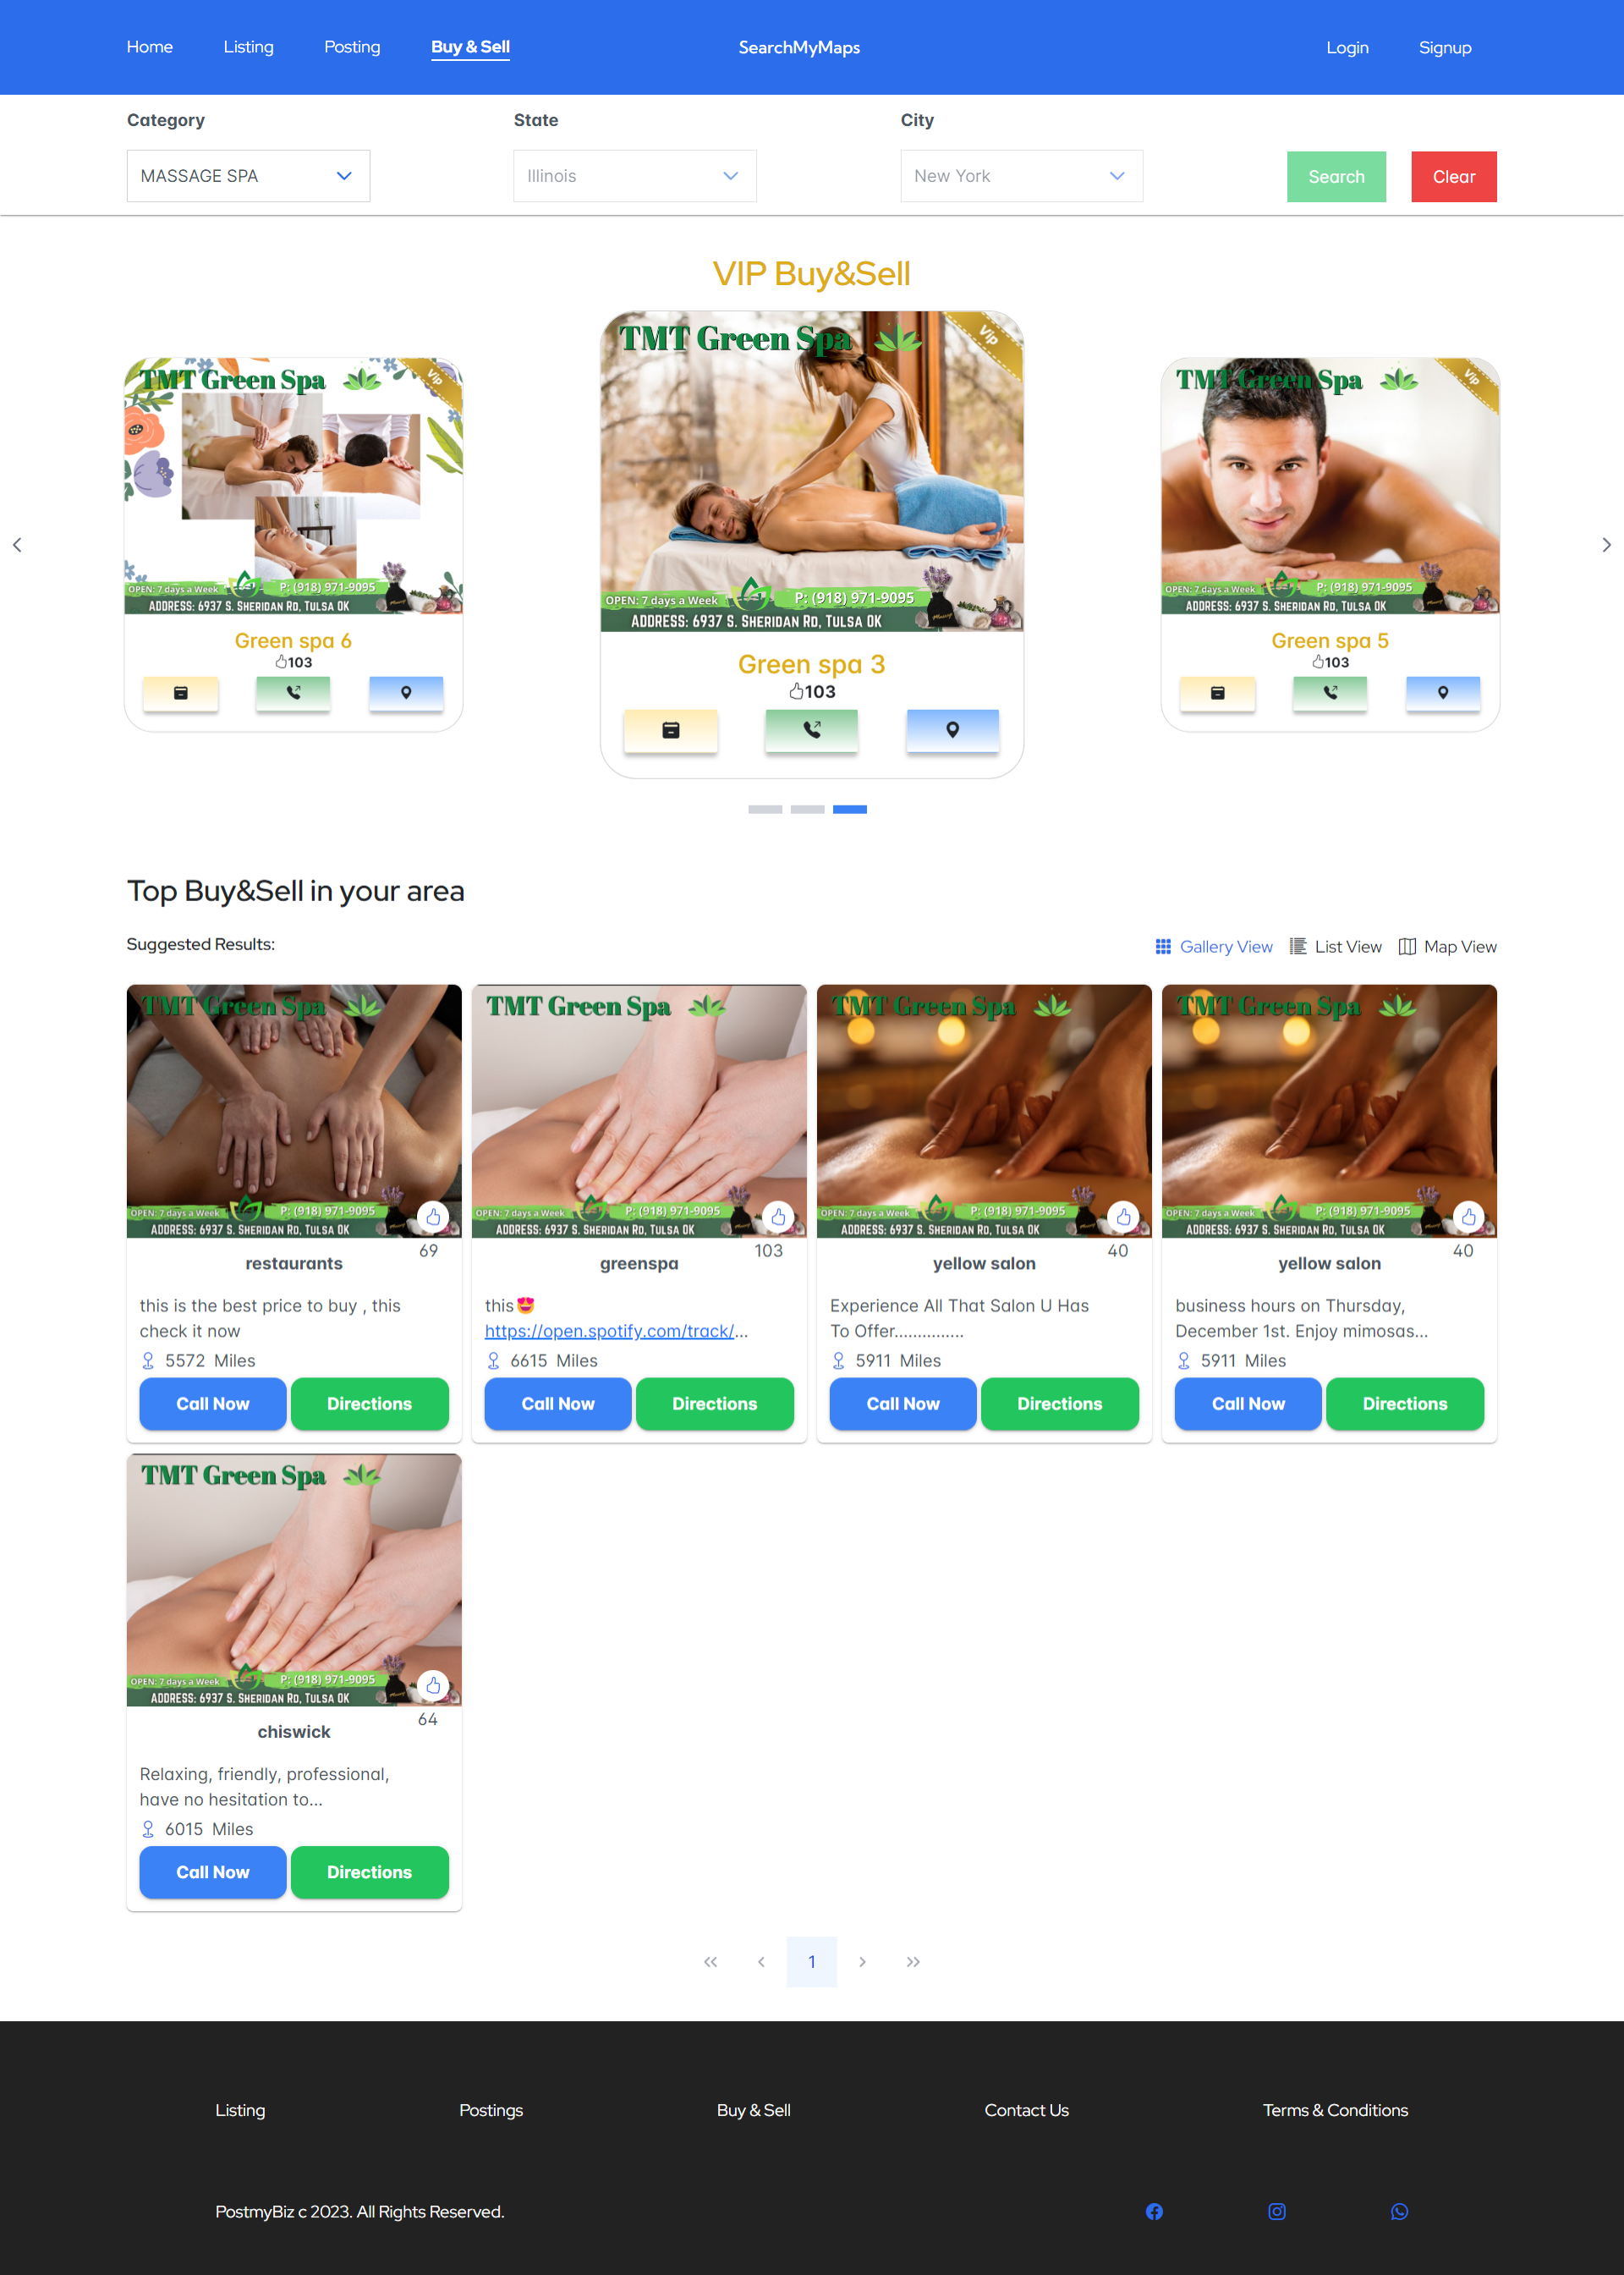 Home
Listing
Posting
Buy & Sell
SearchMyMaps
Login
Signup
Category
State
City
MASSAGE SPA
Illinois
New York
Search
Clear
VIP Buy&Sell
TMT Green Spa
Vip
OPEN: 7 days a Week
P: (918) 971-9095
ADDRESS: 6937 S. SHERIDAN RD, TULSA OK
Green spa 6
103
TMT Green Spa
Vip
OPEN: 7 days a Week
P: (918) 971-9095
ADDRESS: 6937 S. SHERIDAN RD, TULSA OK
Green spa 3
103
TMT Green Spa
Vip
OPEN: 7 days a Week
P: (918) 971-9095
ADDRESS: 6937 S. SHERIDAN RD, TULSA OK
Green spa 5
103
Top Buy&Sell in your area
Suggested Results:
Gallery View
List View
Map View
TMT Green Spa
OPEN: 7 days a Week
P: (918) 971-9095
ADDRESS: 6937 S. SHERIDAN RD, TULSA OK
69
restaurants
this is the best price to buy , this
check it now
5572 Miles
Call Now
Directions
TMT Green Spa
OPEN: 7 days a Week
P: (918) 971-9095
ADDRESS: 6937 S. SHERIDAN RD, TULSA OK
103
greenspa
this😍
https://open.spotify.com/track/...
6615 Miles
Call Now
Directions
TMT Green Spa
OPEN: 7 days a Week
P: (918) 971-9095
ADDRESS: 6937 S. SHERIDAN RD, TULSA OK
40
yellow salon
Experience All That Salon U Has
To Offer..............
5911 Miles
Call Now
Directions
TMT Green Spa
OPEN: 7 days a Week
P: (918) 971-9095
ADDRESS: 6937 S. SHERIDAN RD, TULSA OK
40
yellow salon
business hours on Thursday,
December 1st. Enjoy mimosas...
5911 Miles
Call Now
Directions
TMT Green Spa
OPEN: 7 days a Week
P: (918) 971-9095
ADDRESS: 6937 S. SHERIDAN RD, TULSA OK
64
chiswick
Relaxing, friendly, professional,
have no hesitation to...
6015 Miles
Call Now
Directions
1
Listing
Postings
Buy & Sell
Contact Us
Terms & Conditions
PostmyBiz c 2023. All Rights Reserved.